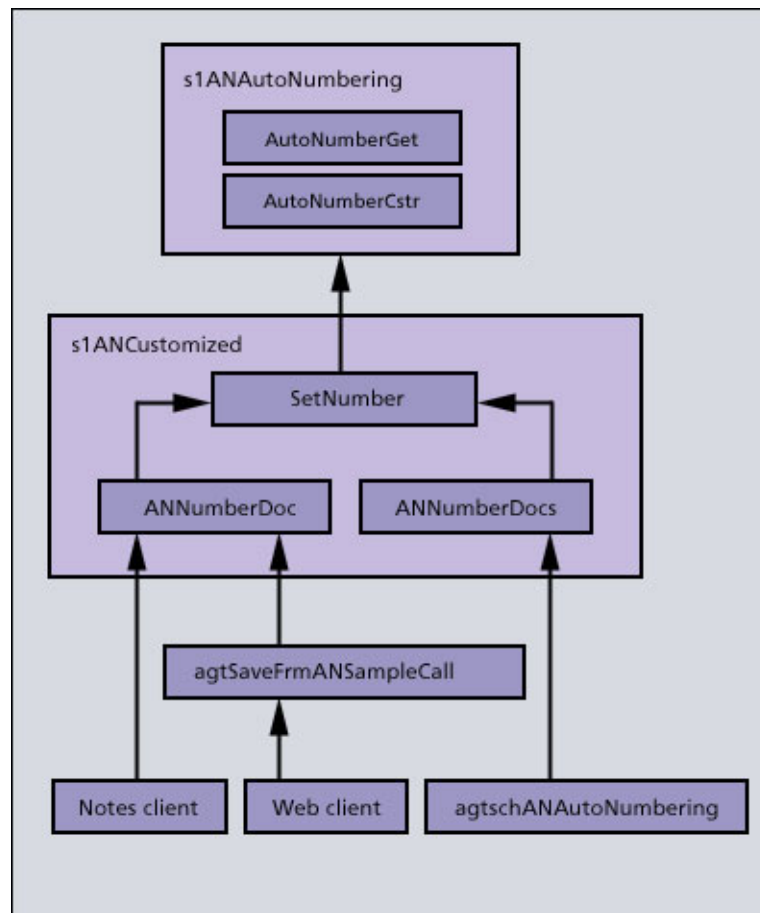 s1ANAutoNumbering
AutoNumberGet
AutoNumberCstr
s1ANCustomized
SetNumber
ANNumberDoc
ANNumberDocs
agtSaveFrmANSampleCall
Notes client
Web client
agtschANAutoNumbering